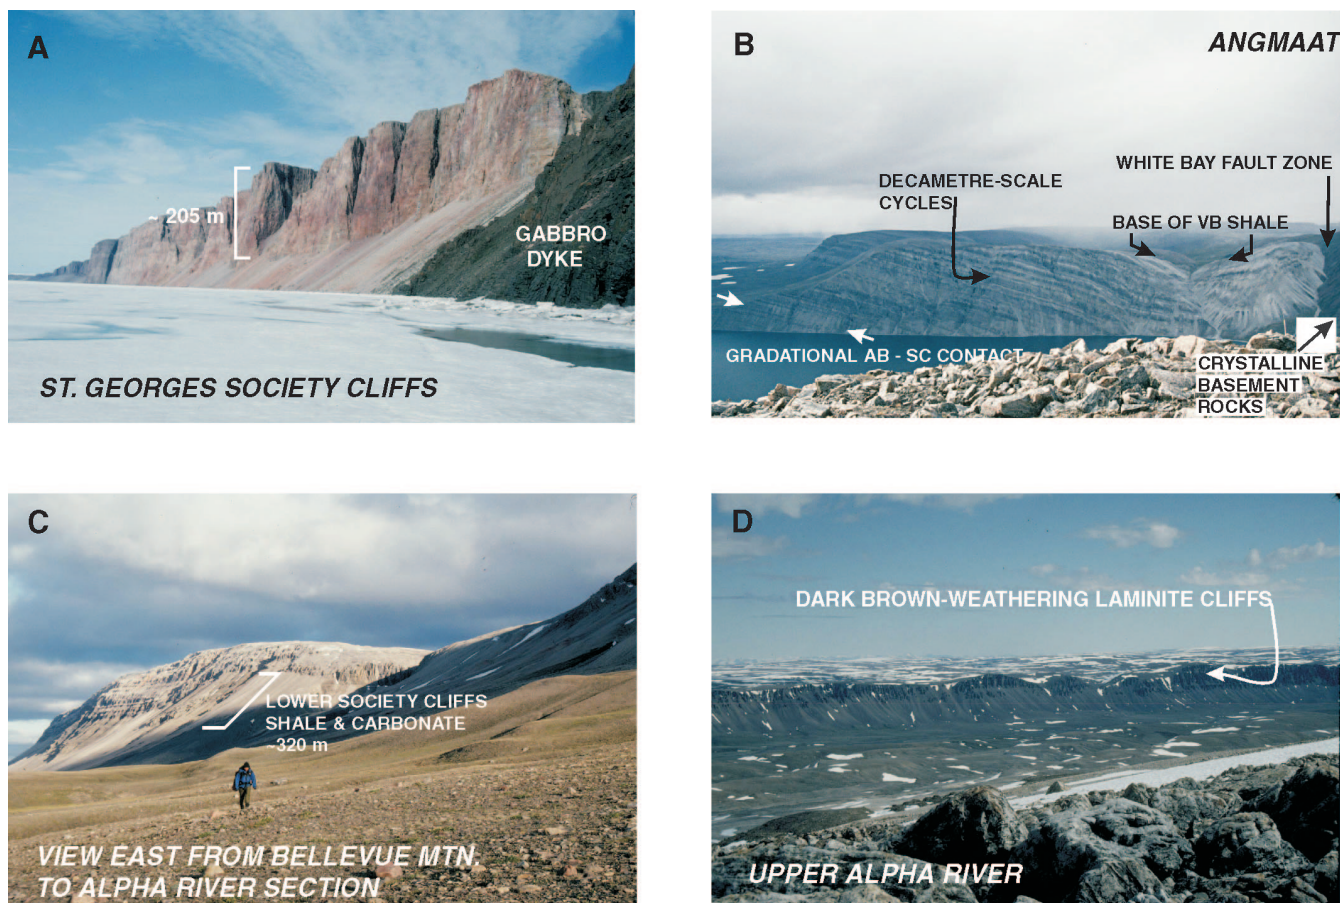 A
~ 205 m
GABBRO
DYKE
ST. GEORGES SOCIETY CLIFFS
B
ANGMAAT
WHITE BAY FAULT ZONE
DECAMETRE-SCALE
CYCLES
BASE OF VB SHALE
GRADATIONAL AB - SC CONTACT
CRYSTALLINE
BASEMENT
ROCKS
C
LOWER SOCIETY CLIFFS
SHALE & CARBONATE
~320 m
VIEW EAST FROM BELLEVUE MTN.
TO ALPHA RIVER SECTION
D
DARK BROWN-WEATHERING LAMINITE CLIFFS
UPPER ALPHA RIVER